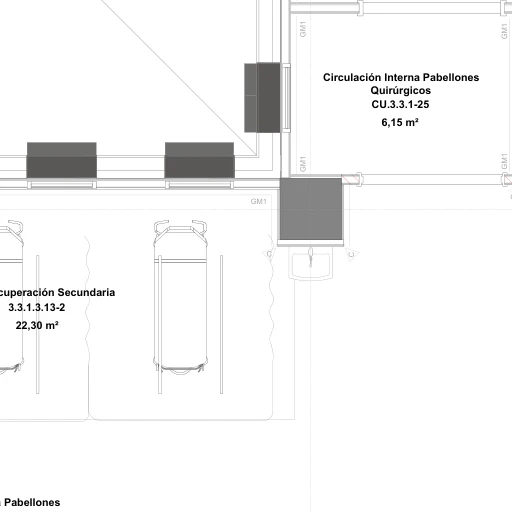 GM1
GM1
Circulación Interna Pabellones
Quirúrgicos
CU.3.3.1-25
6,15 m²
GM1
GM1
GM1
cuperación Secundaria
3.3.1.3.13-2
22,30 m²
Pabellones